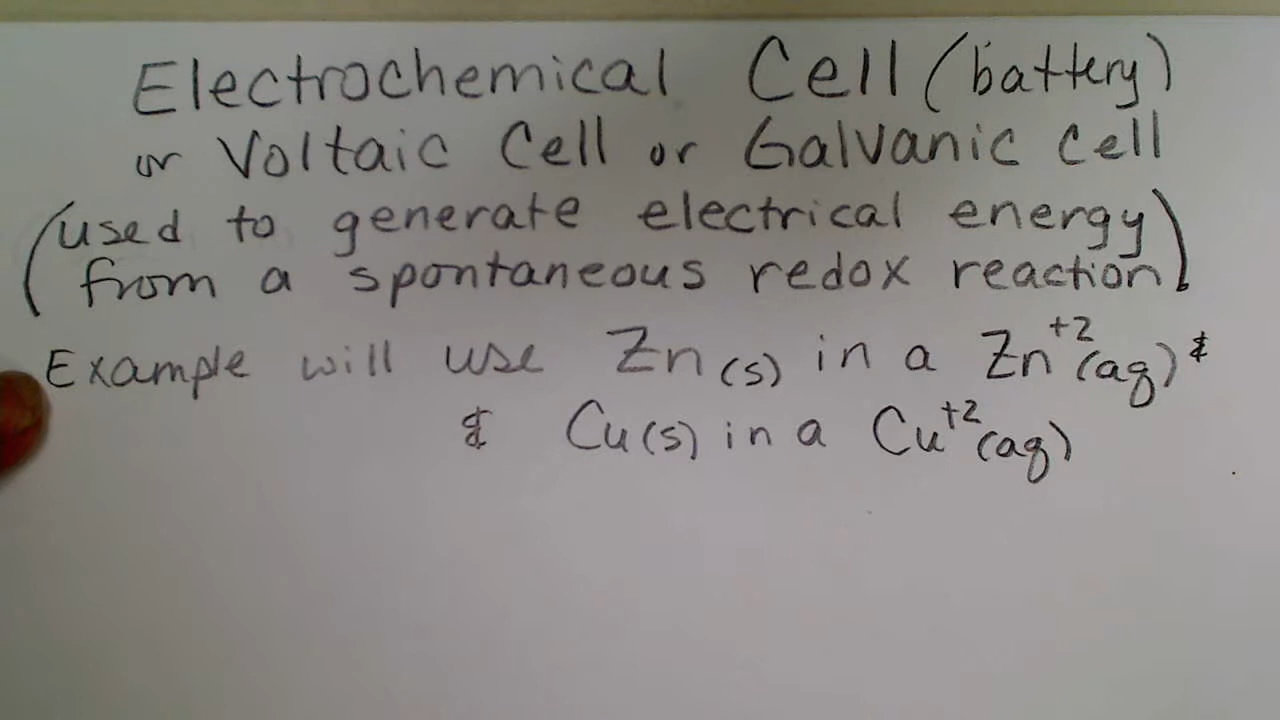 Electrochemical Cell (battery)
or Voltaic Cell or Galvanic Cell
(used to generate electrical energy
from a spontaneous redox reaction)
Example will use Zn(s) in a Zn⁺²(aq) &
& Cu(s) in a Cu⁺²(aq)